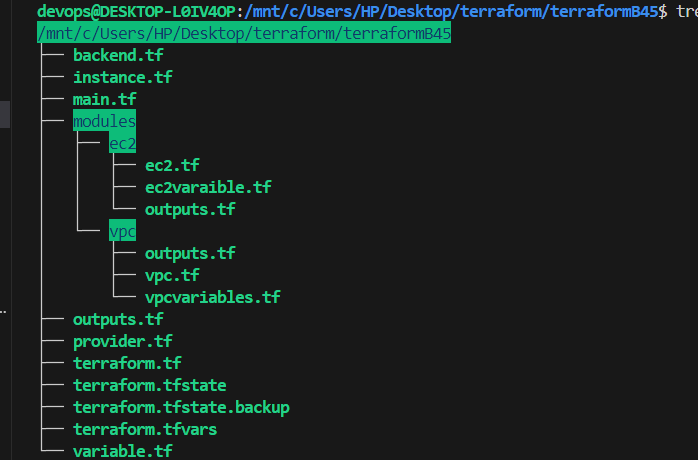 devops@DESKTOP-L0IV4OP:/mnt/c/Users/HP/Desktop/terraform/terraformB45$ tre
/mnt/c/Users/HP/Desktop/terraform/terraformB45
├── backend.tf
├── instance.tf
├── main.tf
├── modules
│   ├── ec2
│   │   ├── ec2.tf
│   │   ├── ec2varaible.tf
│   │   └── outputs.tf
│   └── vpc
│       ├── outputs.tf
│       ├── vpc.tf
│       └── vpcvariables.tf
├── outputs.tf
├── provider.tf
├── terraform.tf
├── terraform.tfstate
├── terraform.tfstate.backup
├── terraform.tfvars
└── variable.tf